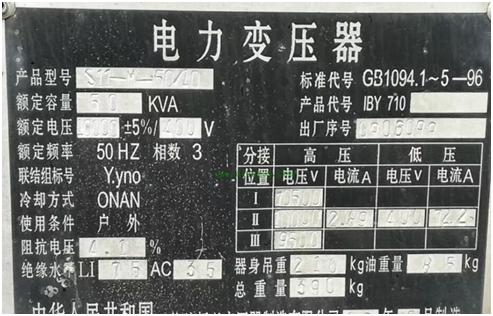 电力变压器
产品型号 S11-M-50/10 标准代号 GB1094.1~5-96
额定容量 50 KVA 产品代号 IBY 710
额定电压 10000 ±5%/ 400 V 出厂序号 0906099
额定频率 50HZ 相数 3 分接位置 高压 低压
联结组标号 Y.yno 电压V 电流A 电压V 电流A
冷却方式 ONAN Ⅰ 10500
使用条件 户外 Ⅱ 10000 2.89 400 72.2
阻抗电压 4.0% Ⅲ 9500
绝缘水平 LI 75 AC 35 器身吊重 kg 油重量 85 kg
总重量 390 kg
中华人民共和国